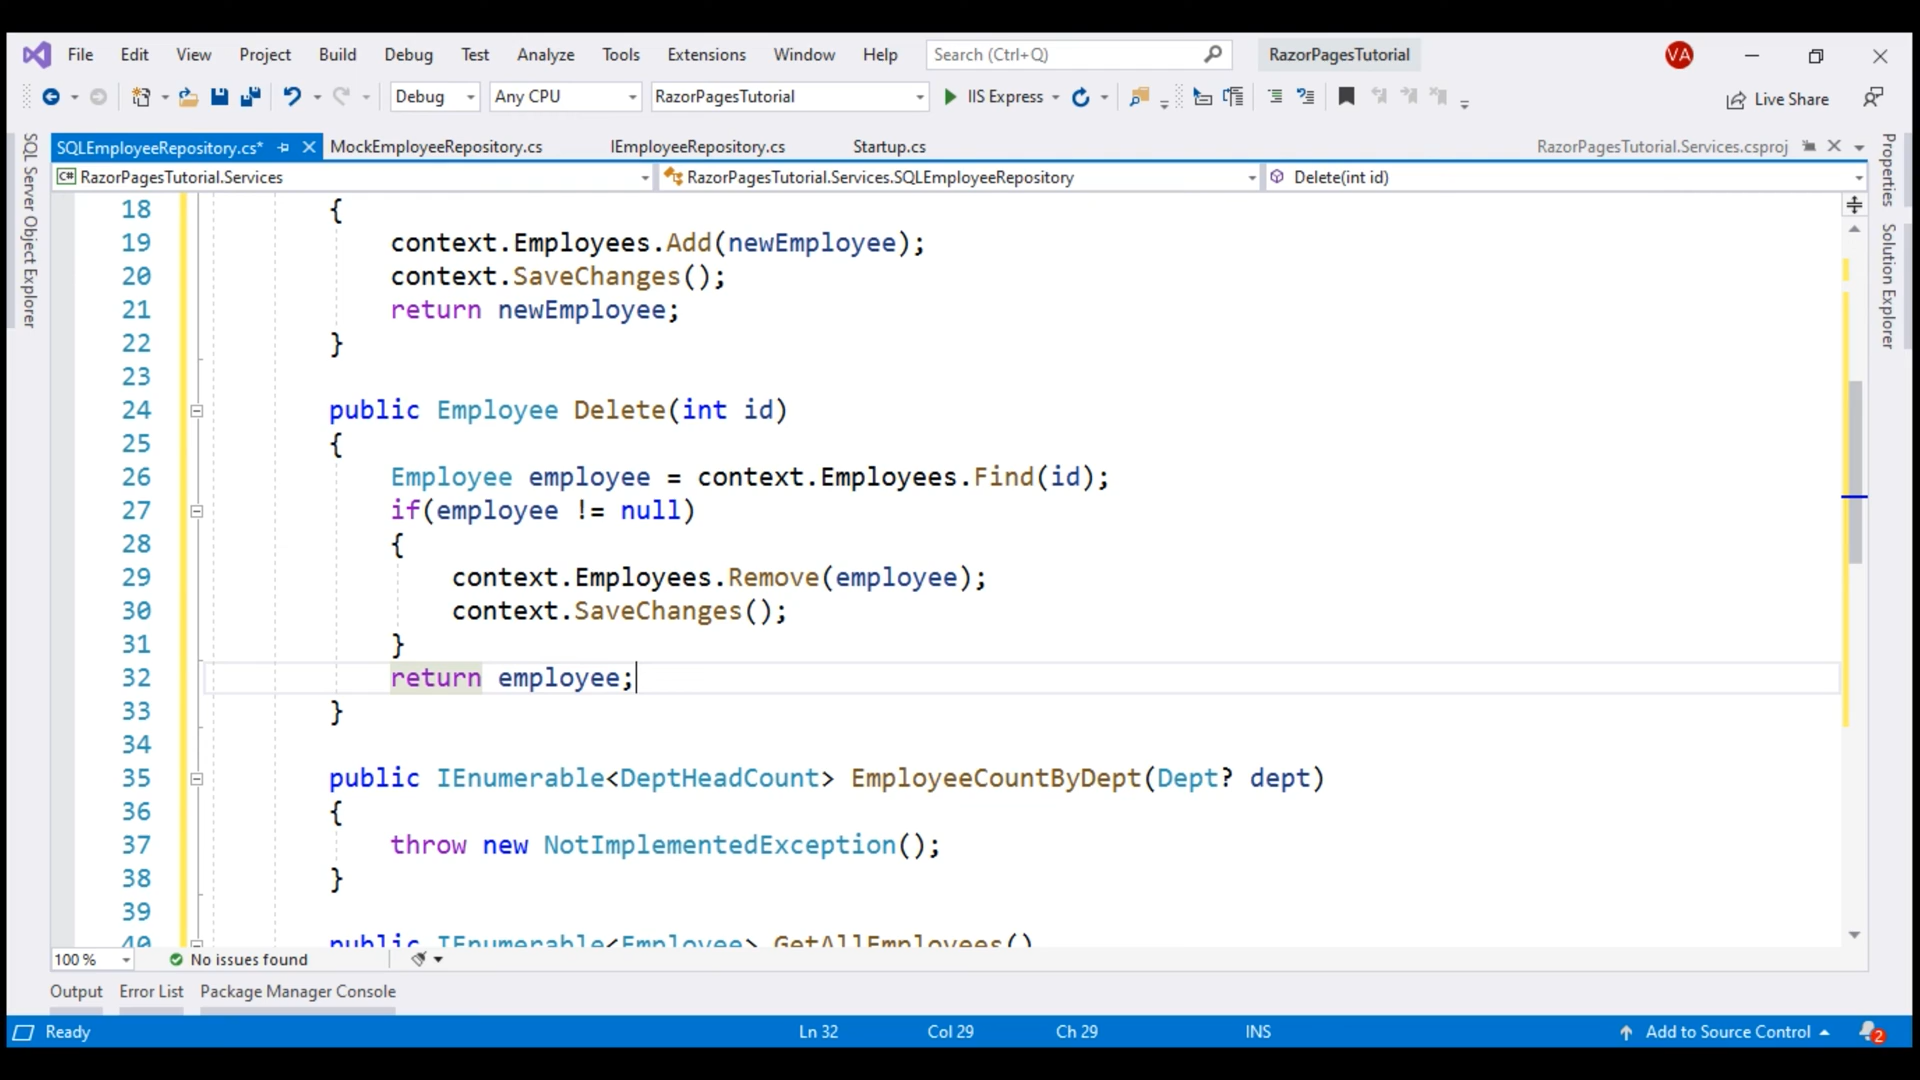 File Edit View Project Build Debug Test Analyze Tools Extensions Window Help Search (Ctrl+Q) RazorPagesTutorial VA
Debug Any CPU RazorPagesTutorial IIS Express Live Share
SQLEmployeeRepository.cs* MockEmployeeRepository.cs IEmployeeRepository.cs Startup.cs RazorPagesTutorial.Services.csproj
C# RazorPagesTutorial.Services RazorPagesTutorial.Services.SQLEmployeeRepository Delete(int id)
SQL Server Object Explorer
Properties
Solution Explorer
18 {
19 context.Employees.Add(newEmployee);
20 context.SaveChanges();
21 return newEmployee;
22 }
23
24 public Employee Delete(int id)
25 {
26 Employee employee = context.Employees.Find(id);
27 if(employee != null)
28 {
29 context.Employees.Remove(employee);
30 context.SaveChanges();
31 }
32 return employee;
33 }
34
35 public IEnumerable<DeptHeadCount> EmployeeCountByDept(Dept? dept)
36 {
37 throw new NotImplementedException();
38 }
39
40 public IEnumerable<Employee> GetAllEmployees()
100 % No issues found
Output Error List Package Manager Console
Ready Ln 32 Col 29 Ch 29 INS Add to Source Control 2